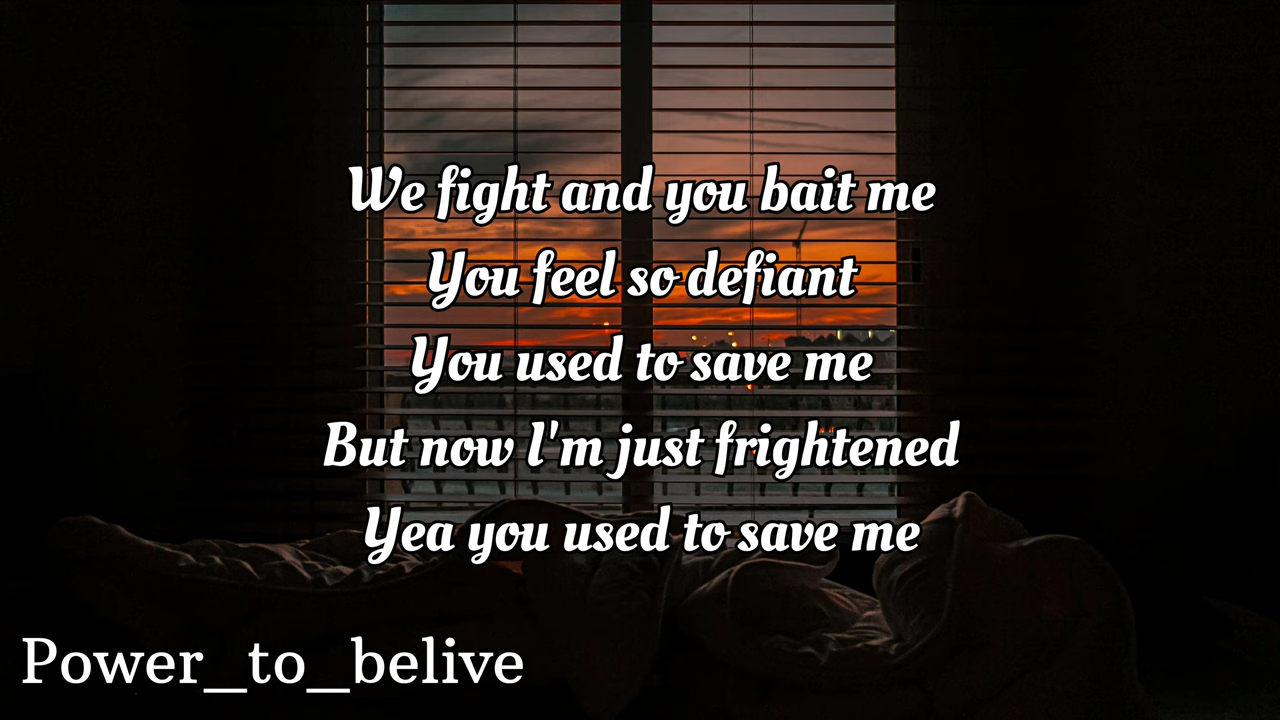 We fight and you bait me
You feel so defiant
You used to save me
But now I'm just frightened
Yea you used to save me
Power_to_belive